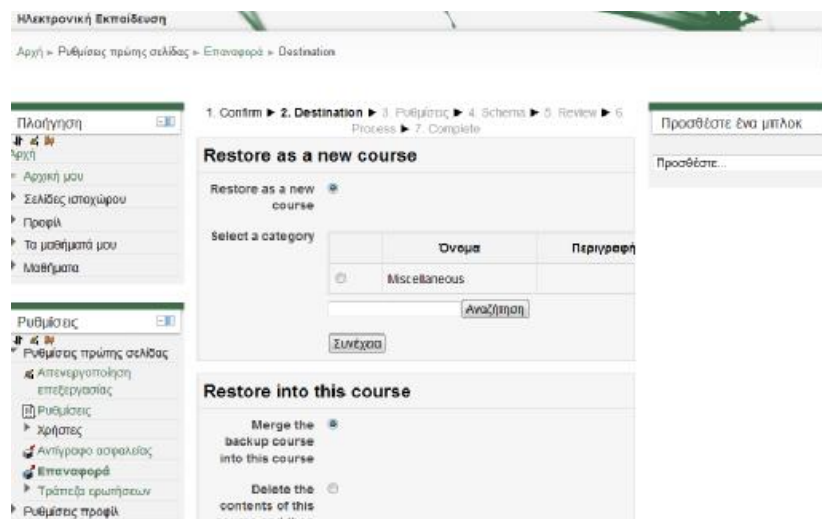 Ηλεκτρονική Εκπαίδευση
Αρχή ► Ρυθμίσεις πρώτης σελίδας ► Επαναφορά ► Destination
Πλοήγηση
Αρχή
Αρχική μου
Σελίδες ιστοχώρου
Προφίλ
Τα μαθήματά μου
Μαθήματα
Ρυθμίσεις
Ρυθμίσεις πρώτης σελίδας
Απενεργοποίηση
επεξεργασίας
Ρυθμίσεις
Χρήστες
Αντίγραφο ασφαλείας
Επαναφορά
Τράπεζα ερωτήσεων
Ρυθμίσεις προφίλ
1. Confirm ► 2. Destination ► 3. Ρυθμίσεις ► 4. Schema ► 5. Review ► 6.
Process ► 7. Complete
Restore as a new course
Restore as a new
course
Select a category
Όνομα Περιγραφή
Miscellaneous
Αναζήτηση
Συνέχεια
Restore into this course
Merge the
backup course
into this course
Delete the
contents of this
Προσθέστε ένα μπλοκ
Προσθέστε...